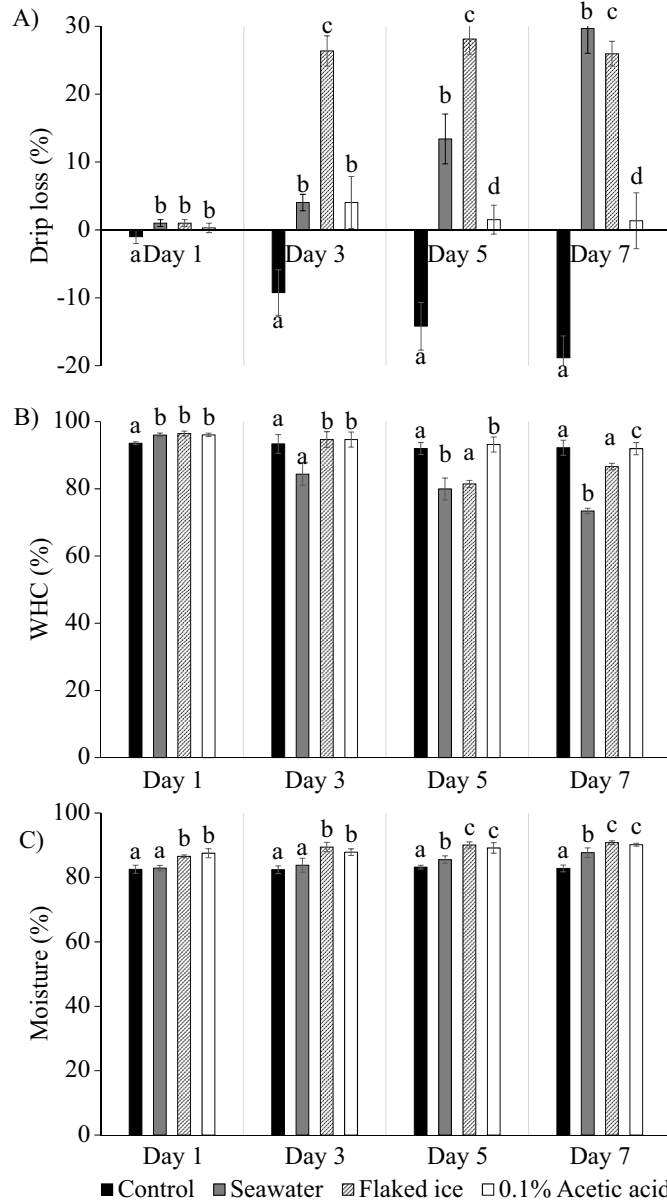 A)
Drip loss (%)
30
20
10
0
-10
-20
a b b b
a b c b
a b c d
a b c d
Day 1 Day 3 Day 5 Day 7
B)
WHC (%)
100
80
60
40
20
0
a b b b
a a b b
a b a b
a b a c
Day 1 Day 3 Day 5 Day 7
C)
Moisture (%)
100
80
60
40
20
0
a a b b
a a b b
a b c c
a b c c
Day 1 Day 3 Day 5 Day 7
Control Seawater Flaked ice 0.1% Acetic acid